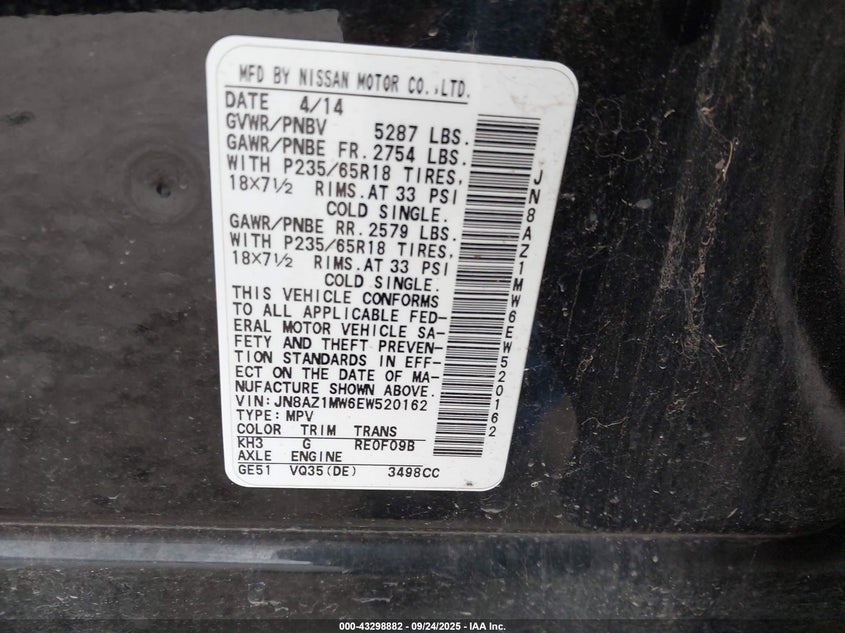 MFD BY NISSAN MOTOR CO.,LTD.
DATE 4/14
GVWR/PNBV 5287 LBS.
GAWR/PNBE FR. 2754 LBS.
WITH P235/65R18 TIRES,
18×7½ RIMS.AT 33 PSI
COLD SINGLE.
GAWR/PNBE RR. 2579 LBS.
WITH P235/65R18 TIRES,
18×7½ RIMS.AT 33 PSI
COLD SINGLE.
THIS VEHICLE CONFORMS
TO ALL APPLICABLE FED-
ERAL MOTOR VEHICLE SA-
FETY AND THEFT PREVEN-
TION STANDARDS IN EFF-
ECT ON THE DATE OF MA-
NUFACTURE SHOWN ABOVE.
VIN:JN8AZ1MW6EW520162
TYPE: MPV
COLOR TRIM TRANS
KH3 G RE0F09B
AXLE ENGINE
GE51 VQ35(DE) 3498CC
JN8AZ1MW6EW520162
000-43298882 - 09/24/2025 - IAA Inc.